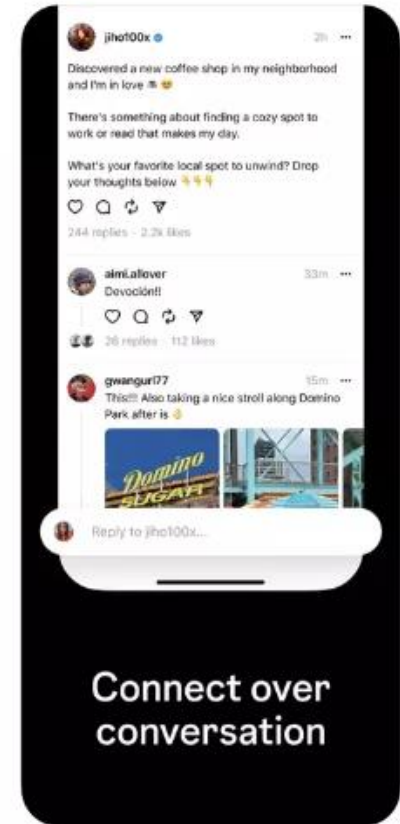 jiho100x 2h
Discovered a new coffee shop in my neighborhood
and I'm in love ☕ 😍
There's something about finding a cozy spot to
work or read that makes my day.
What's your favorite local spot to unwind? Drop
your thoughts below 👇👇👇
244 replies · 2.2k likes
aimi.allover 33m
Devoción!!
26 replies · 112 likes
gwangurl77 15m
This!!! Also taking a nice stroll along Domino
Park after is 👌
Domino
SUGAR
Reply to jiho100x...
Connect over
conversation